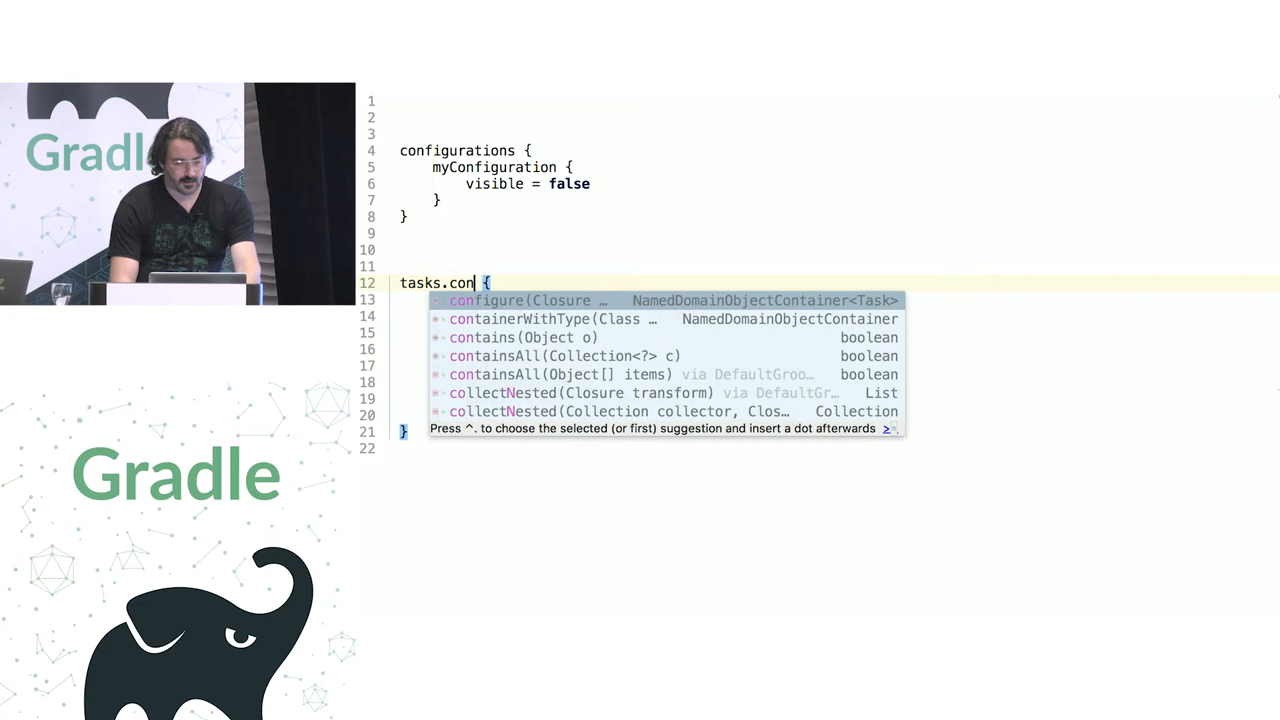 Gradl
1
2
3
4 configurations {
5 myConfiguration {
6 visible = false
7 }
8 }
9
10
11
12 tasks.con {
13 configure(Closure … NamedDomainObjectContainer<Task>
14 containerWithType(Class … NamedDomainObjectContainer
15 contains(Object o) boolean
16 containsAll(Collection<?> c) boolean
17 containsAll(Object[] items) via DefaultGroo… boolean
18 collectNested(Closure transform) via DefaultGr… List
19
20 collectNested(Collection collector, Clos… Collection
21 } Press ^. to choose the selected (or first) suggestion and insert a dot afterwards >
22
Gradle